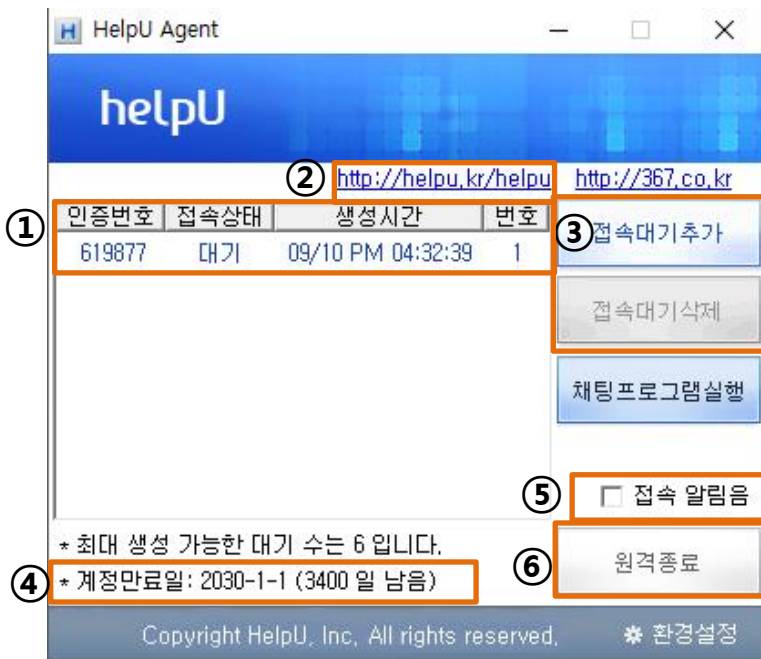 H HelpU Agent
helpU
② http://helpu.kr/helpu http://367.co.kr
①
인증번호 접속상태 생성시간 번호
619877 대기 09/10 PM 04:32:39 1
③ 접속대기추가
접속대기삭제
채팅프로그램실행
⑤ 접속 알림음
* 최대 생성 가능한 대기 수는 6 입니다.
⑥ 원격종료
④ * 계정만료일: 2030-1-1 (3400 일 남음)
Copyright HelpU, Inc, All rights reserved. 환경설정